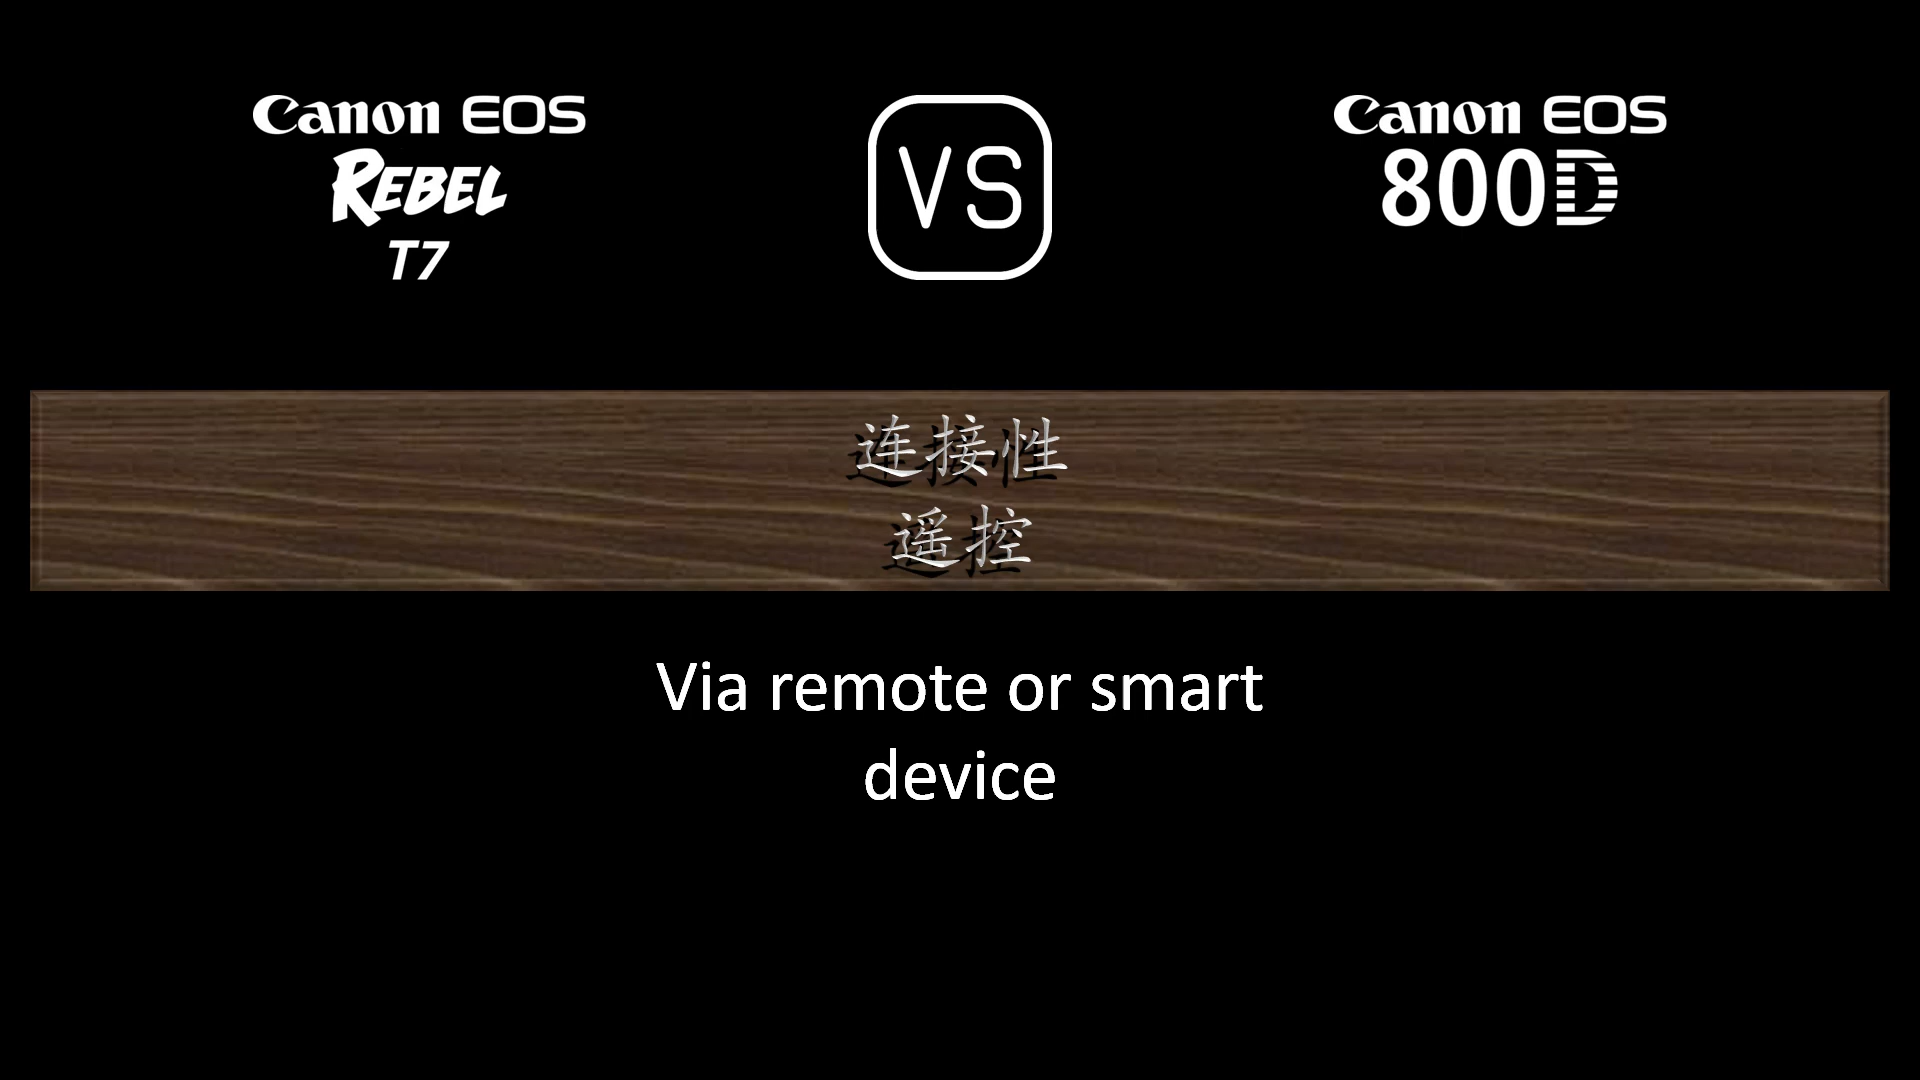 Canon EOS
REBEL
T7
VS
Canon EOS
800D
连接性
遥控
Via remote or smart
device